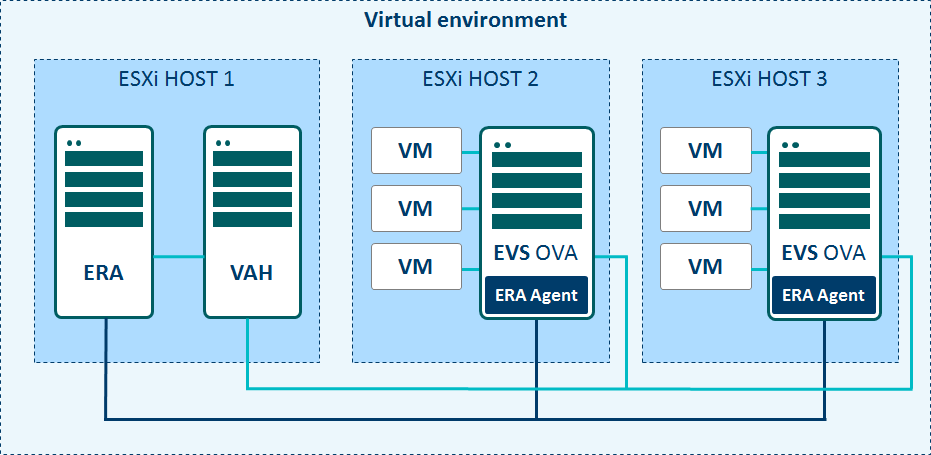 Virtual environment
ESXi HOST 1
ERA
VAH
ESXi HOST 2
VM
VM
VM
EVS OVA
ERA Agent
ESXi HOST 3
VM
VM
VM
EVS OVA
ERA Agent